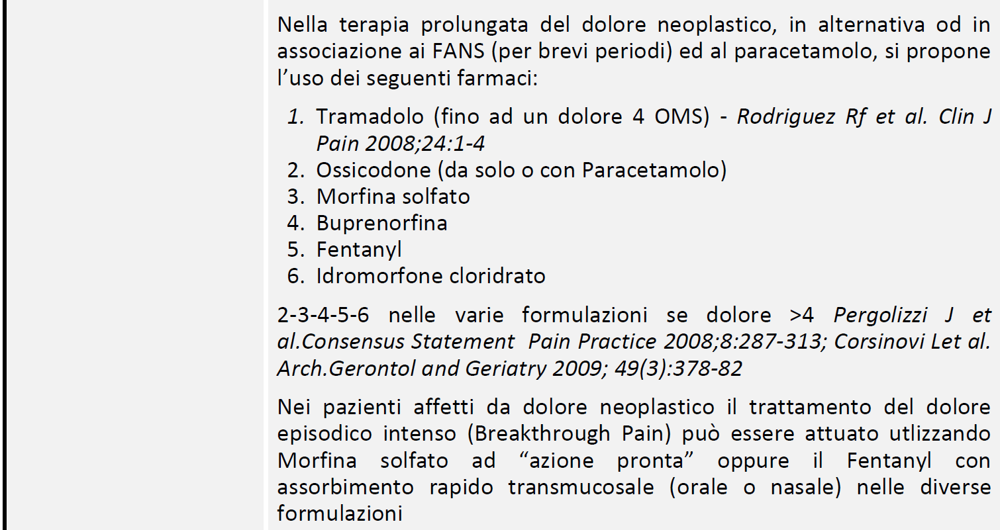 Nella terapia prolungata del dolore neoplastico, in alternativa od in
associazione ai FANS (per brevi periodi) ed al paracetamolo, si propone
l’uso dei seguenti farmaci:
1. Tramadolo (fino ad un dolore 4 OMS) - Rodriguez Rf et al. Clin J
Pain 2008;24:1-4
2. Ossicodone (da solo o con Paracetamolo)
3. Morfina solfato
4. Buprenorfina
5. Fentanyl
6. Idromorfone cloridrato
2-3-4-5-6 nelle varie formulazioni se dolore >4 Pergolizzi J et
al.Consensus Statement Pain Practice 2008;8:287-313; Corsinovi Let al.
Arch.Gerontol and Geriatry 2009; 49(3):378-82
Nei pazienti affetti da dolore neoplastico il trattamento del dolore
episodico intenso (Breakthrough Pain) può essere attuato utlizzando
Morfina solfato ad “azione pronta” oppure il Fentanyl con
assorbimento rapido transmucosale (orale o nasale) nelle diverse
formulazioni